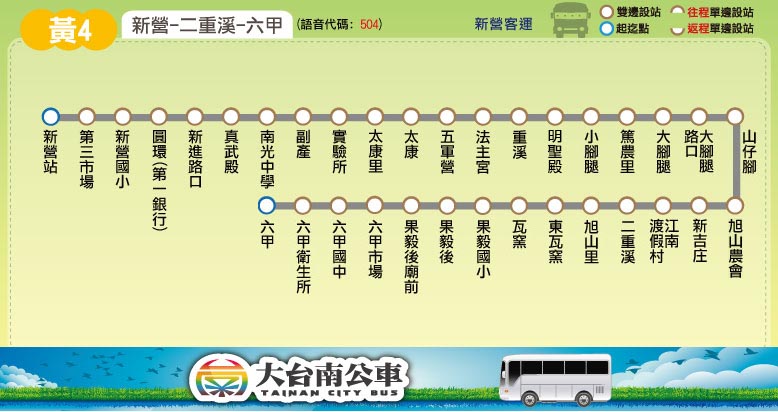 黃4
新營-二重溪-六甲
(語音代碼: 504)
新營客運
雙邊設站
起迄點
往程單邊設站
返程單邊設站
新營站
第三市場
新營國小
圓環(第一銀行)
新進路口
真武殿
南光中學
副產
實驗所
太康里
太康
五軍營
法主宮
重溪
明聖殿
小腳腿
篤農里
大腳腿
大腳腿路口
山仔腳
旭山農會
新吉庄
江南渡假村
二重溪
旭山里
東瓦窯
瓦窯
果毅國小
果毅後
果毅後廟前
六甲市場
六甲國中
六甲衛生所
六甲
大台南公車
TAINAN CITY BUS